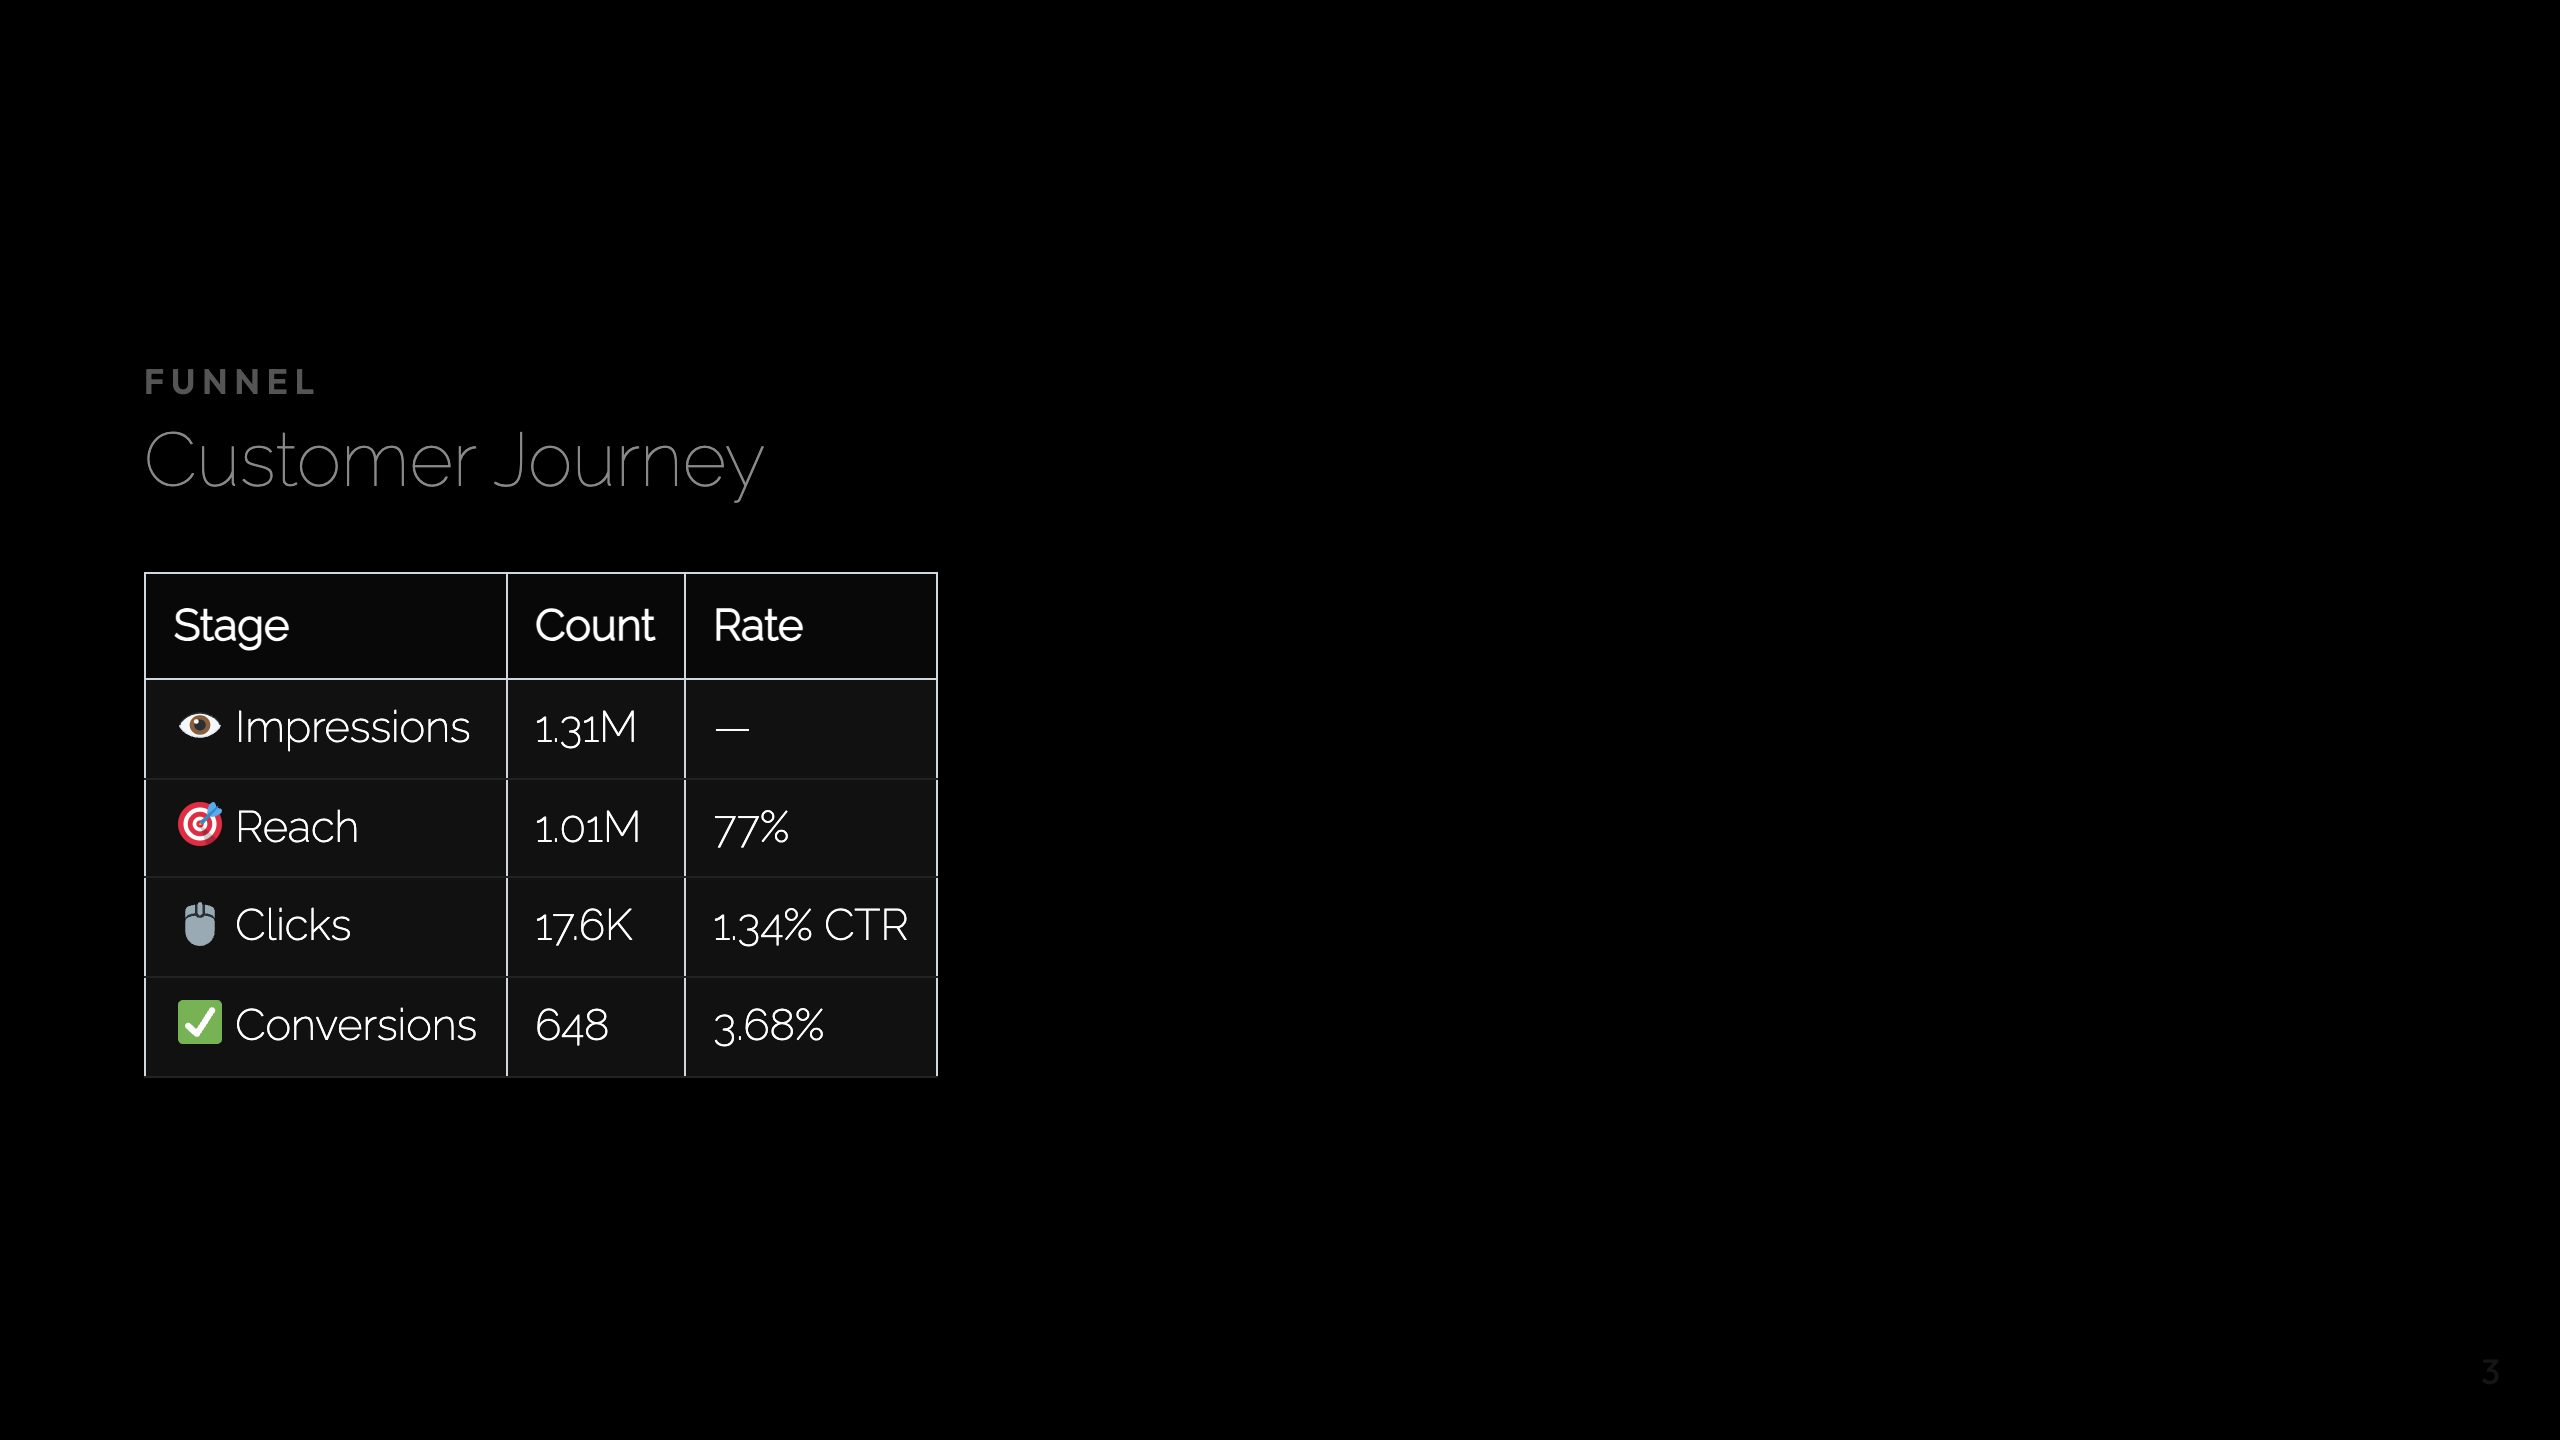 FUNNEL
Customer Journey
Stage Count Rate
Impressions 1.31M —
Reach 1.01M 77%
Clicks 17.6K 1.34% CTR
Conversions 648 3.68%
3